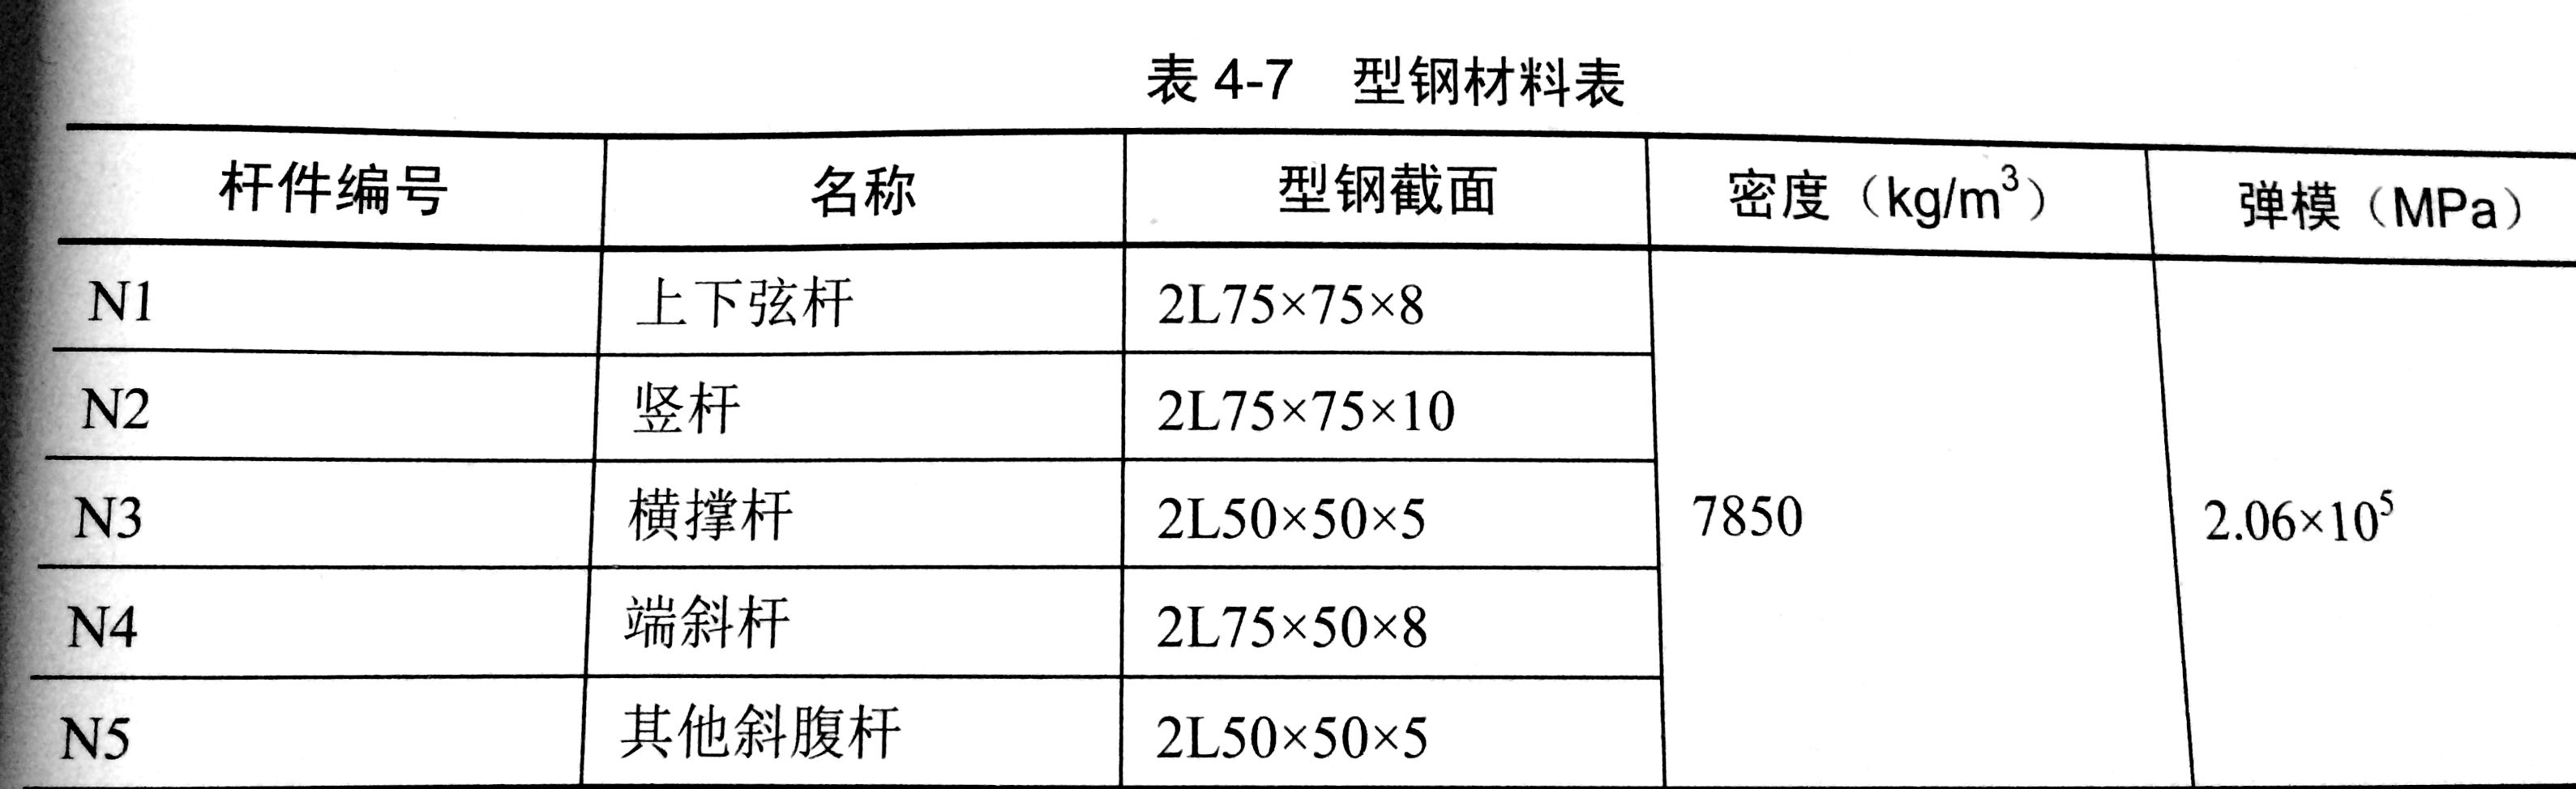 表 4-7 型钢材料表
杆件编号 名称 型钢截面 密度（kg/m³） 弹模（MPa）
N1 上下弦杆 2L75×75×8
N2 竖杆 2L75×75×10
N3 横撑杆 2L50×50×5 7850 2.06×10⁵
N4 端斜杆 2L75×50×8
N5 其他斜腹杆 2L50×50×5